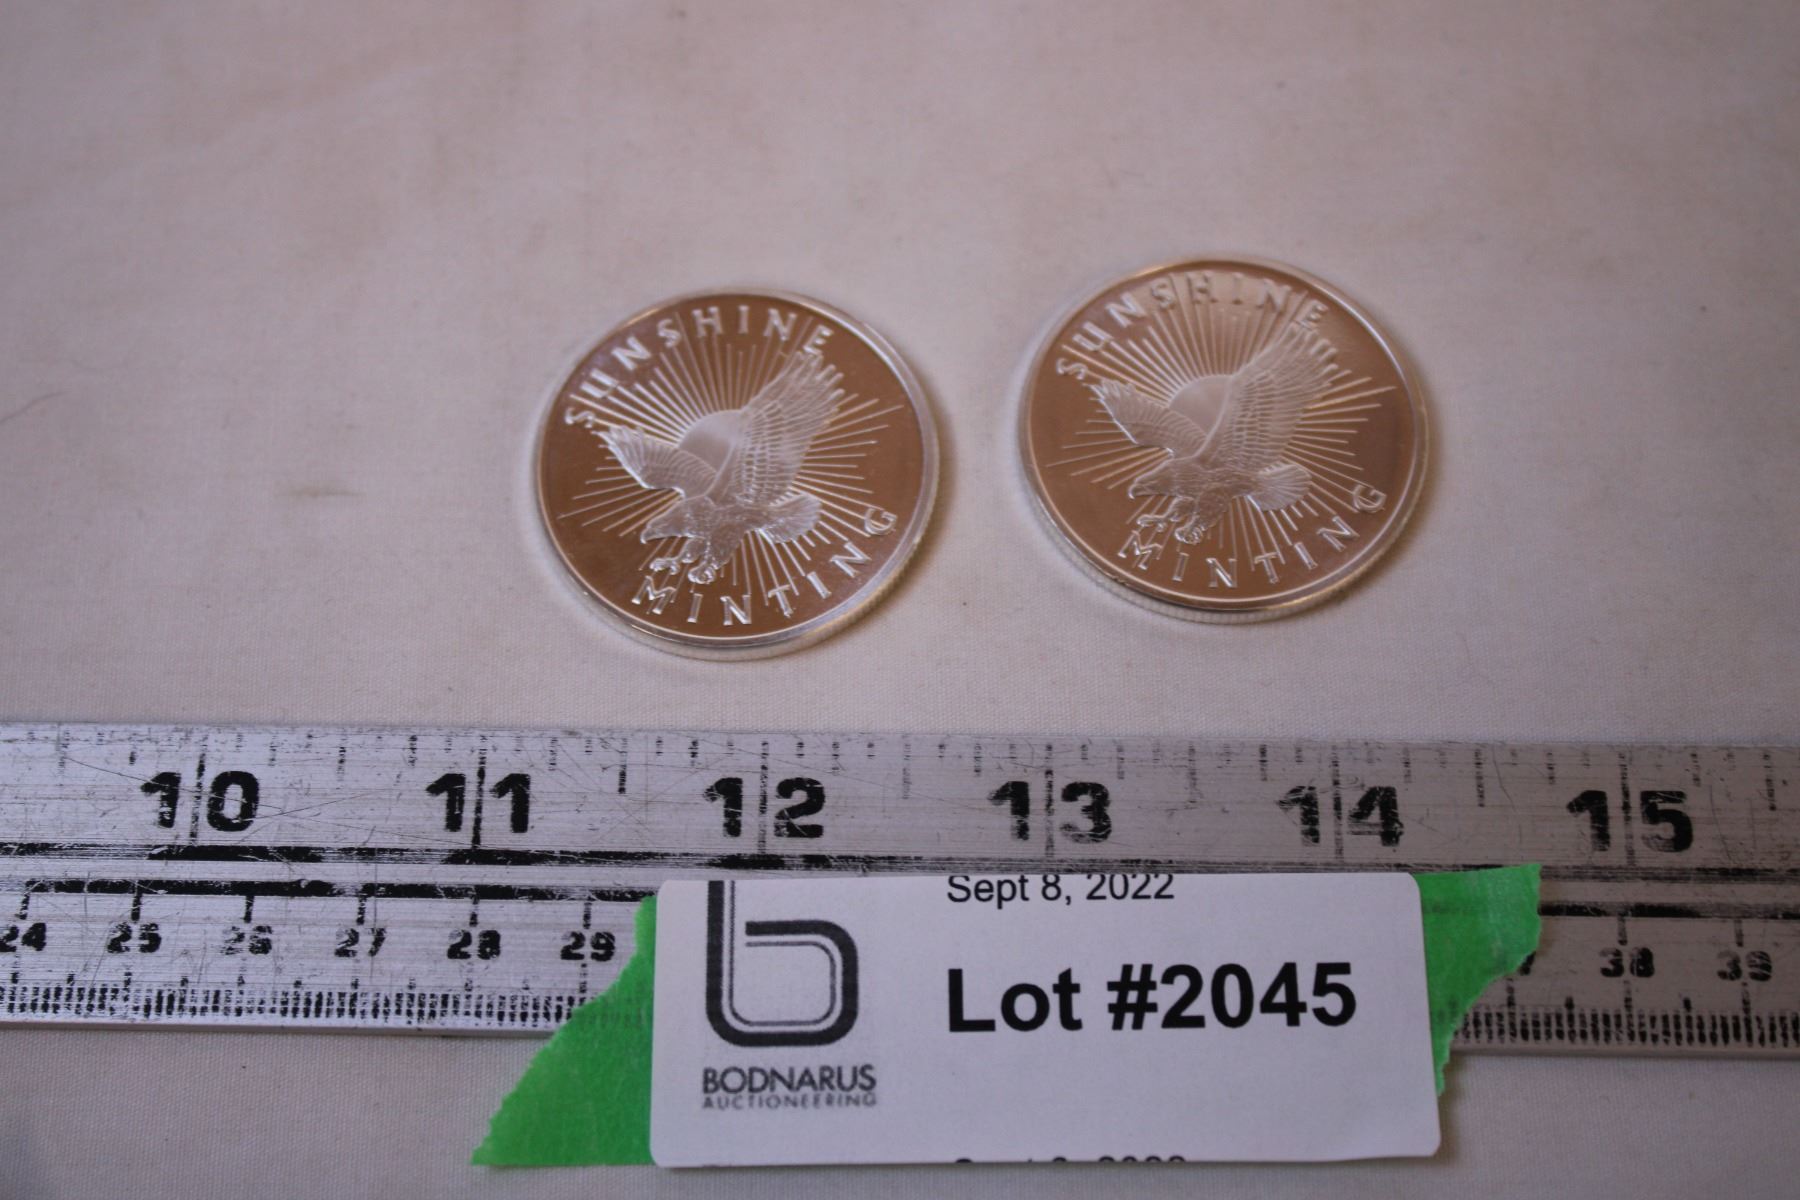 SUNSHINE
MINTING
SUNSHINE
MINTING
10 11 12 13 14 15
24 25 26 27 28 29 38 39
Sept 8, 2022
Lot #2045
b
BODNARUS
AUCTIONEERING